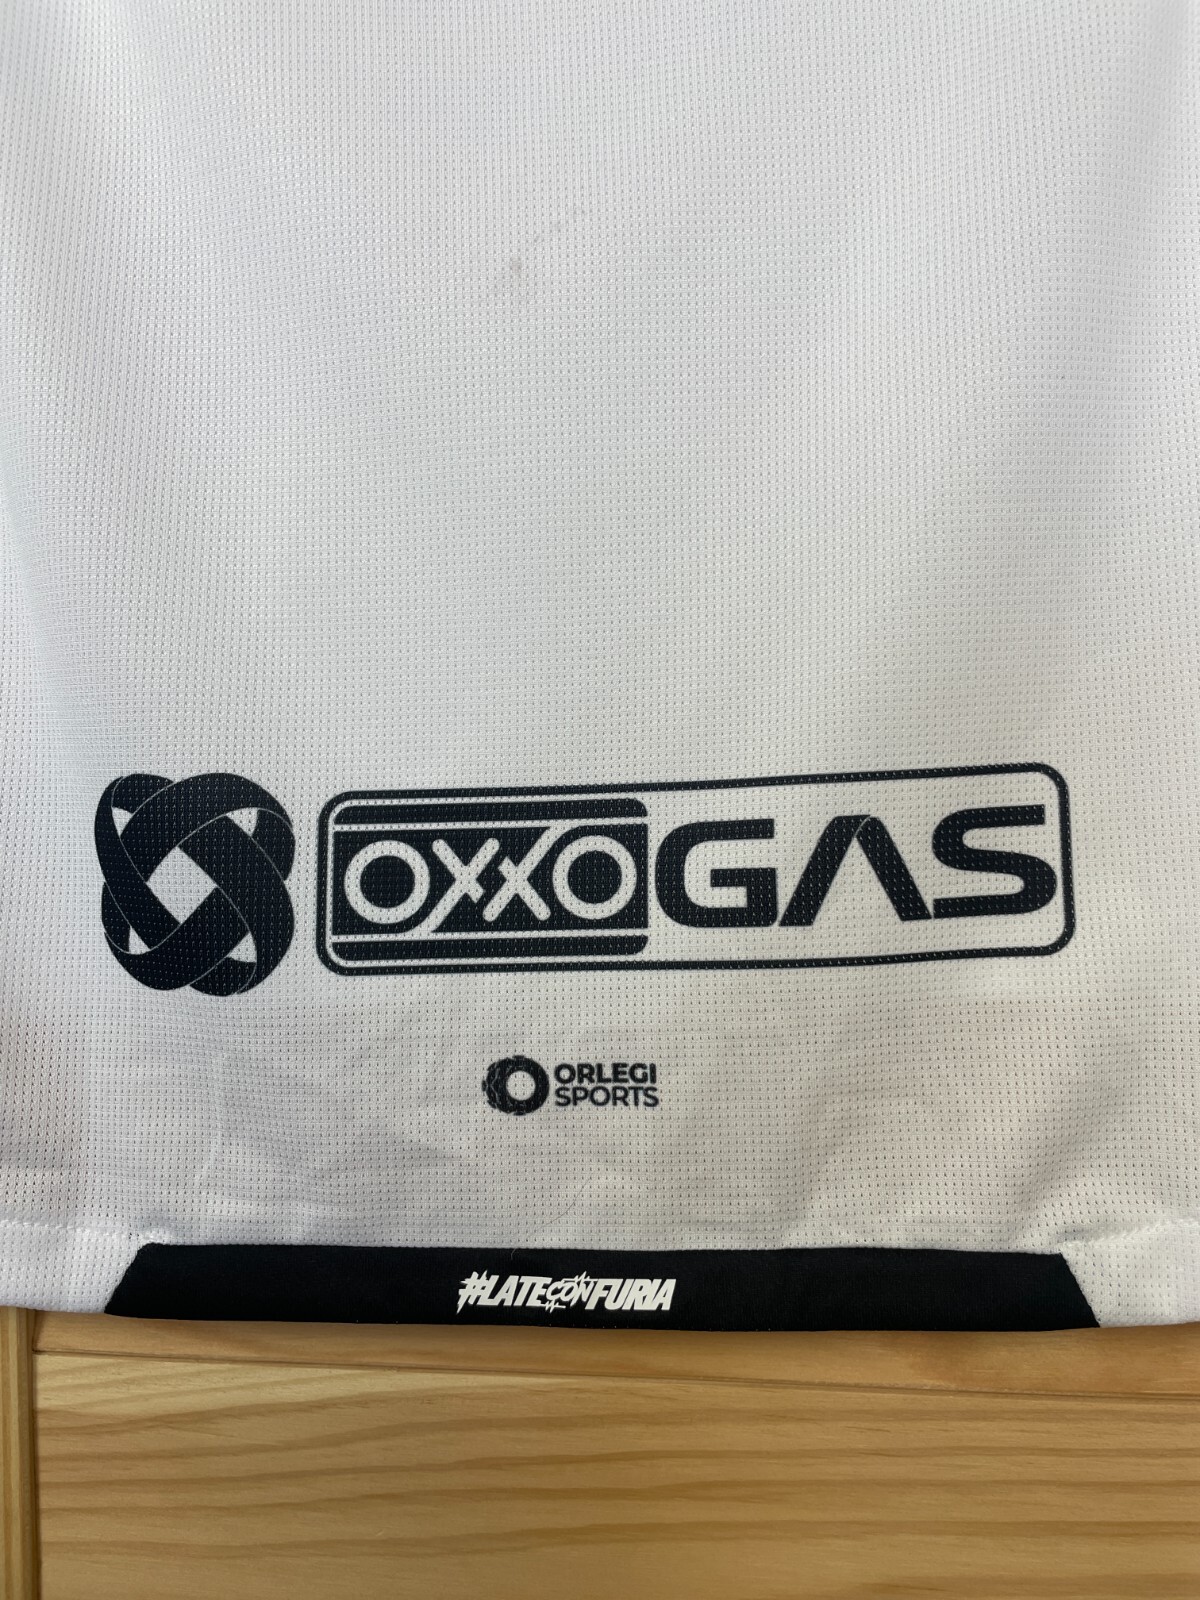 OXXO GAS
ORLEGI
SPORTS
#LATECONFURIA